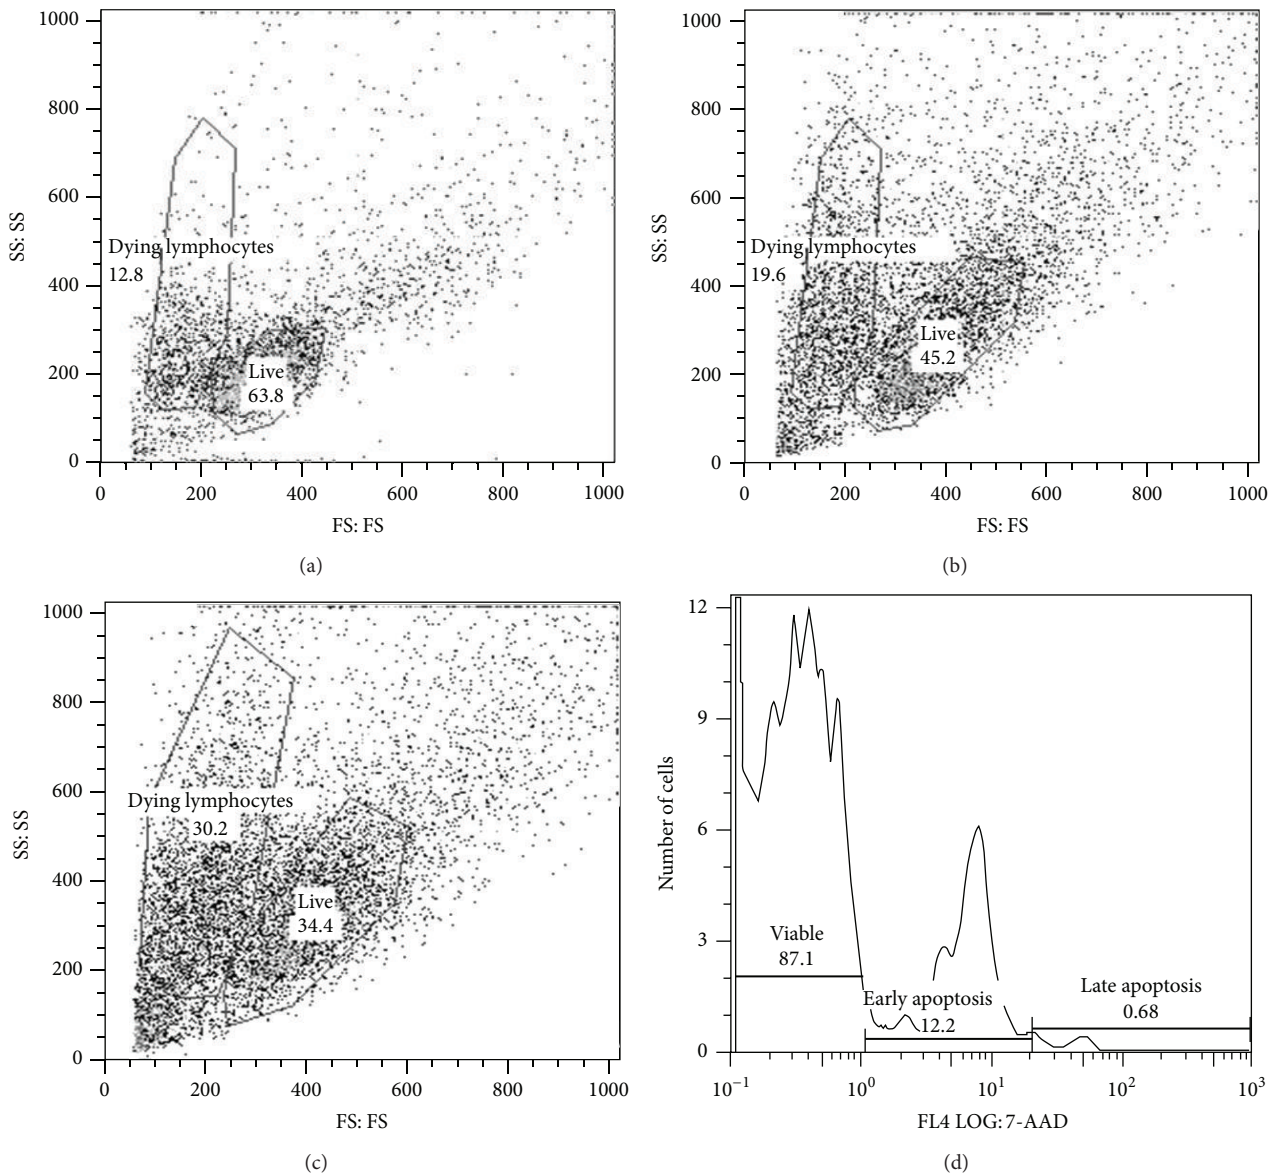 1000
800
600
400
200
0
SS: SS
Dying lymphocytes
12.8
Live
63.8
0 200 400 600 800 1000
FS: FS
(a)
1000
800
600
400
200
0
SS: SS
Dying lymphocytes
19.6
Live
45.2
0 200 400 600 800 1000
FS: FS
(b)
1000
800
600
400
200
0
SS: SS
Dying lymphocytes
30.2
Live
34.4
0 200 400 600 800 1000
FS: FS
(c)
12
9
6
3
0
Number of cells
Viable
87.1
Early apoptosis
12.2
Late apoptosis
0.68
10⁻¹ 10⁰ 10¹ 10² 10³
FL4 LOG: 7-AAD
(d)